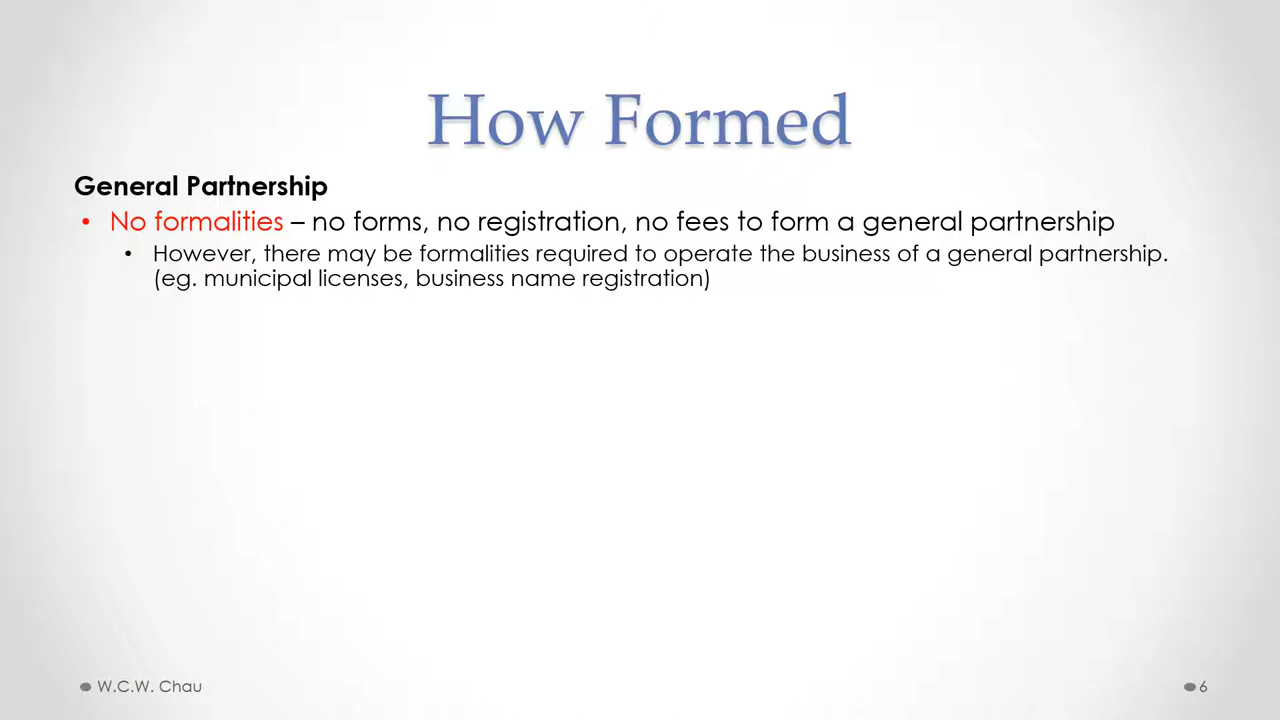 How Formed
General Partnership
• No formalities – no forms, no registration, no fees to form a general partnership
• However, there may be formalities required to operate the business of a general partnership.
(eg. municipal licenses, business name registration)
W.C.W. Chau
6